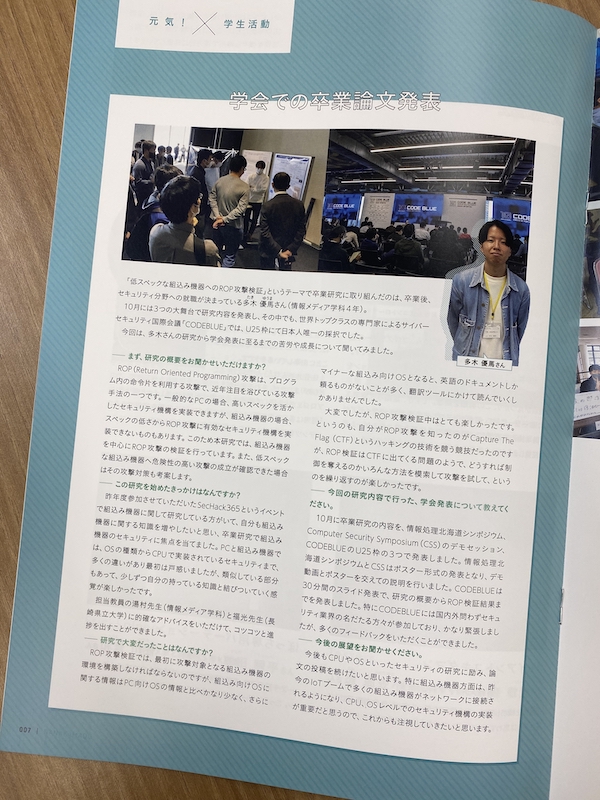 元気！
学生活動
学会での卒業論文発表
CODE BLUE
CODE BLUE
CODE
「低スペックな組込み機器へのROP攻撃検証」というテーマで卒業研究に取り組んだのは、卒業後、
セキュリティ分野への就職が決まっている多木 優馬さん（情報メディア学科4年）。
10月には3つの大舞台で研究内容を発表し、その中でも、世界トップクラスの専門家によるサイバー
セキュリティ国際会議「CODEBLUE」では、U25枠にて日本人唯一の採択でした。
今回は、多木さんの研究から学会発表に至るまでの苦労や成長について聞いてみました。
多木 優馬さん
まず、研究の概要をお聞かせいただけますか？
ROP（Return Oriented Programming）攻撃は、プログラ
ム内の命令片を利用する攻撃で、近年注目を浴びている攻撃
手法の一つです。一般的なPCの場合、高いスペックを活か
したセキュリティ機構を実装できますが、組込み機器の場合、
スペックの低さからROP攻撃に有効なセキュリティ機構を実
装できないものもあります。このため本研究では、組込み機器
を中心にROP攻撃の検証を行っています。また、低スペック
な組込み機器へ危険性の高い攻撃の成立が確認できた場合
はその攻撃対策も考案します。
この研究を始めたきっかけはなんですか？
昨年度参加させていただいたSecHack365というイベント
で組込み機器に関して研究している方がいて、自分も組込み
機器に関する知識を増やしたいと思い、卒業研究で組込み
機器のセキュリティに焦点を当てました。PCと組込み機器で
は、OSの種類からCPUで実装されているセキュリティまで、
多くの違いがあり最初は戸惑いましたが、類似している部分
もあって、少しずつ自分の持っている知識と結びついていく感
覚が楽しかったです。
担当教員の湯村先生（情報メディア学科）と福光先生（長
崎県立大学）に的確なアドバイスをいただけて、コツコツと進
捗を出すことができました。
研究で大変だったことはなんですか？
ROP攻撃検証では、最初に攻撃対象となる組込み機器の
環境を構築しなければならないのですが、組込み向けOSに
関する情報はPC向けOSの情報と比べかなり少なく、さらに
マイナーな組込み向けOSとなると、英語のドキュメントしか
頼るものがないことが多く、翻訳ツールにかけて読んでいくし
かありませんでした。
大変でしたが、ROP攻撃検証中はとても楽しかったです。
というのも、自分がROP攻撃を知ったのがCapture The
Flag（CTF）というハッキングの技術を競う競技だったのです
が、ROP検証はCTFに出てくる問題のようで、どうすれば制
御を奪えるのかいろんな方法を模索して攻撃を試して、という
のを繰り返すのが楽しかったです。
今回の研究内容で行った、学会発表について教えてく
ださい。
10月に卒業研究の内容を、情報処理北海道シンポジウム、
Computer Security Symposium（CSS）のデモセッション、
CODEBLUEのU25枠の3つで発表しました。情報処理北
海道シンポジウムとCSSはポスター形式の発表となり、デモ
動画とポスターを交えての説明を行いました。CODEBLUEは
30分間のスライド発表で、研究の概要からROP検証結果ま
でを発表しました。特にCODEBLUEには国内外問わずセキュ
リティ業界の名だたる方々が参加しており、かなり緊張しまし
たが、多くのフィードバックをいただくことができました。
今後の展望をお聞かせください。
今後もCPUやOSといったセキュリティの研究に励み、論
文の投稿を続けたいと思います。特に組込み機器方面は、昨
今のIoTブームで多くの組込み機器がネットワークに接続さ
れるようになり、CPU、OSレベルでのセキュリティ機構の実装
が重要だと思うので、これからも注視していきたいと思います。
007